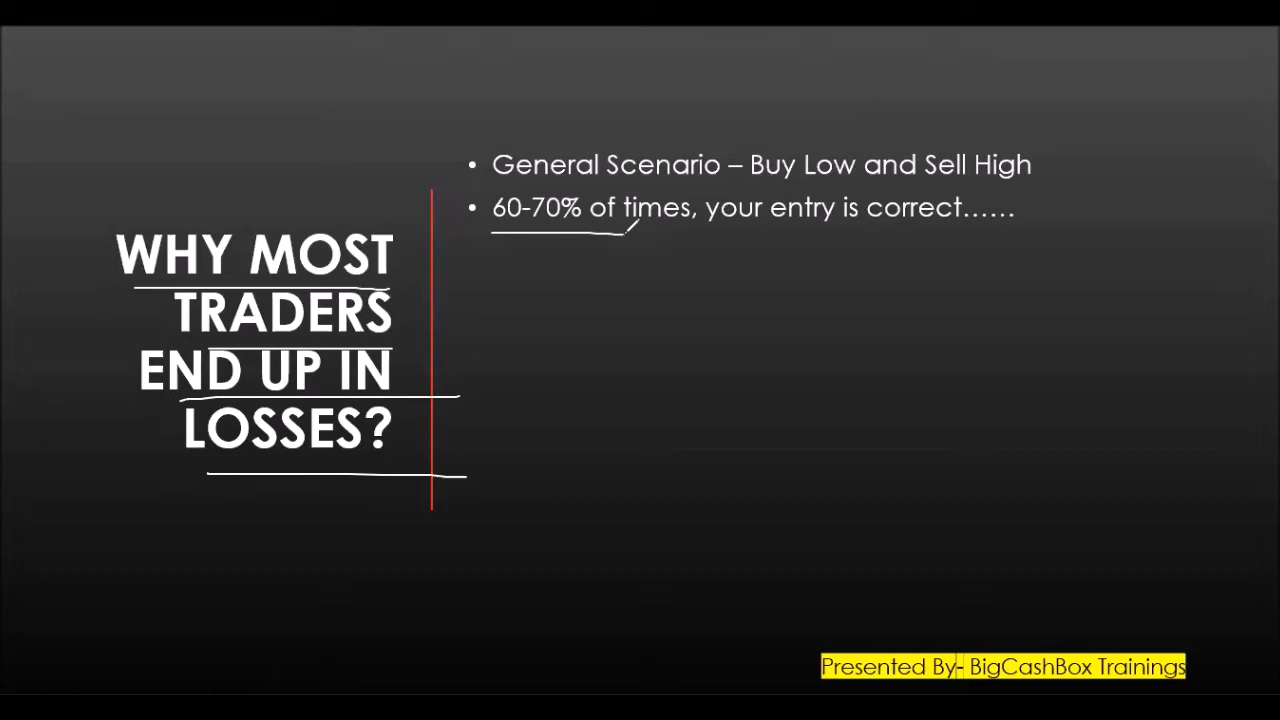 WHY MOST
TRADERS
END UP IN
LOSSES?
• General Scenario – Buy Low and Sell High
• 60-70% of times, your entry is correct......
Presented By- BigCashBox Trainings